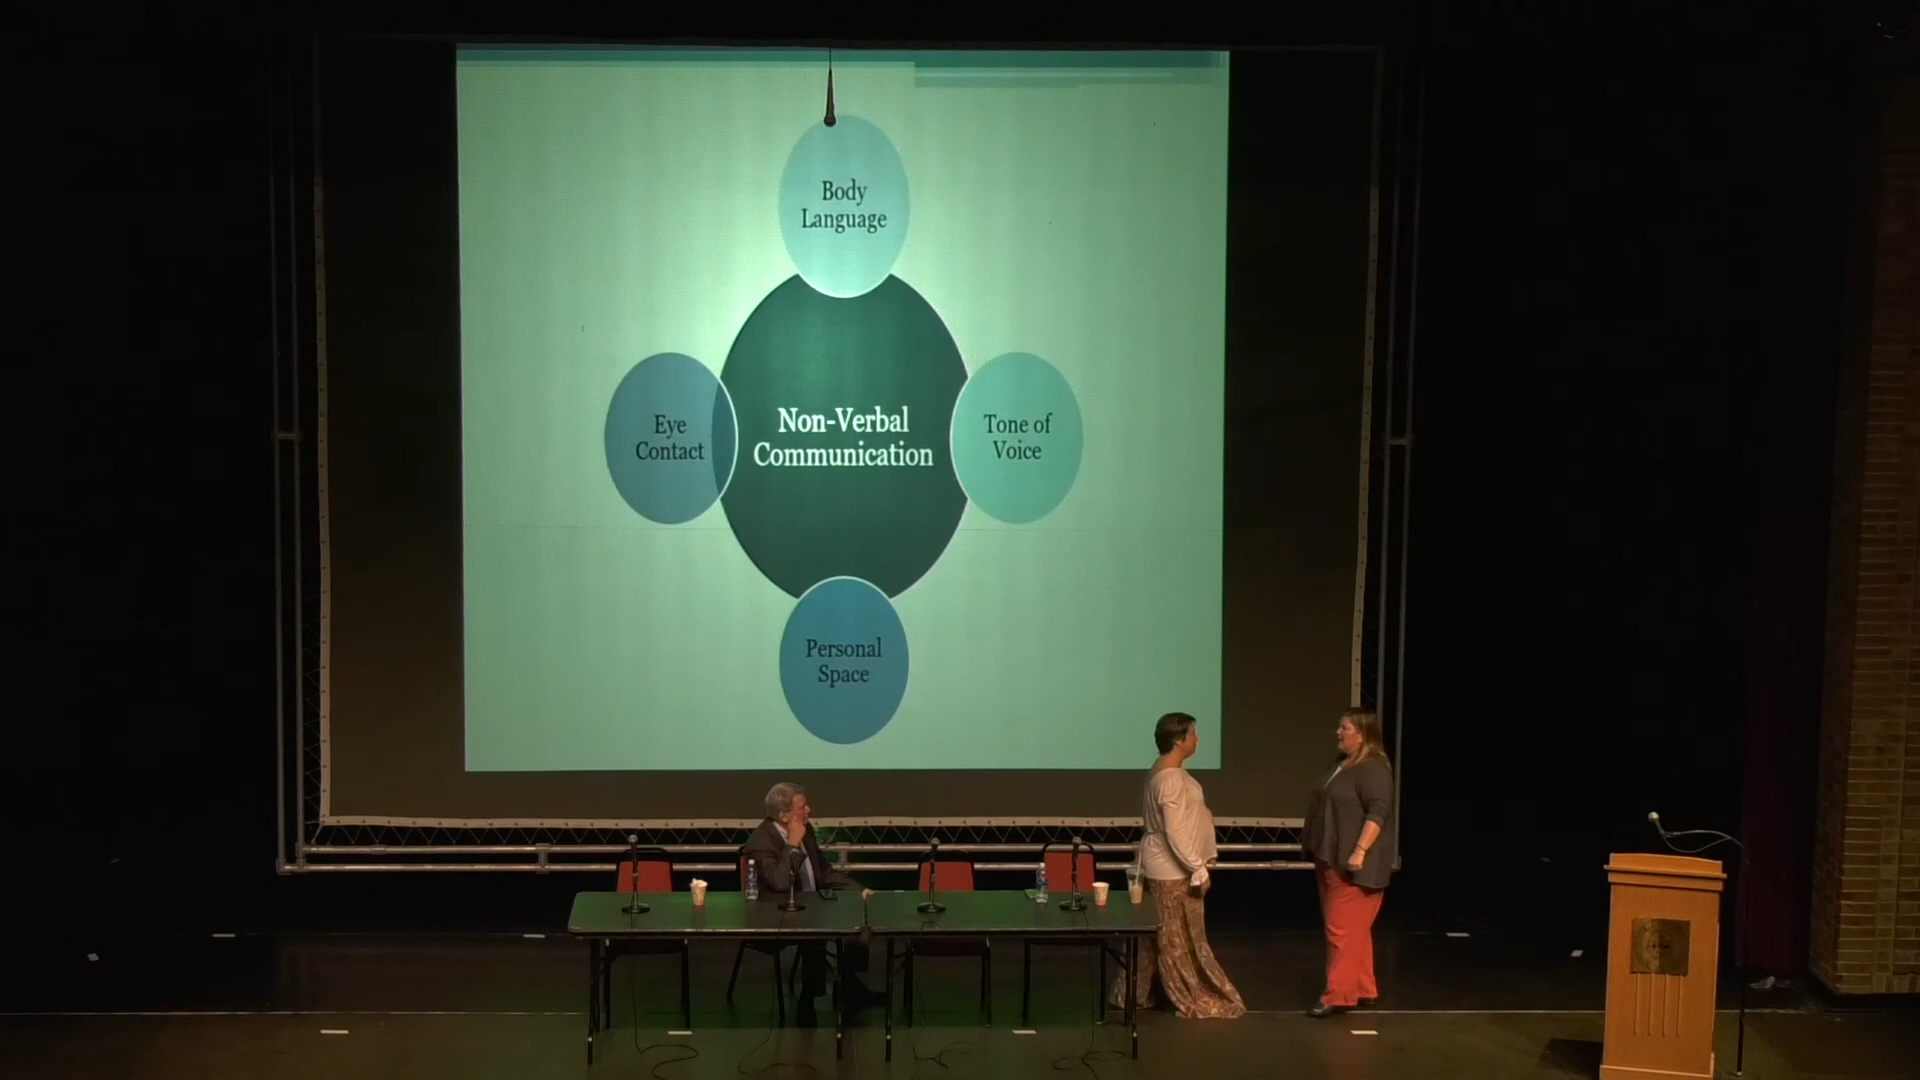 Body
Language
Eye
Contact
Non-Verbal
Communication
Tone of
Voice
Personal
Space